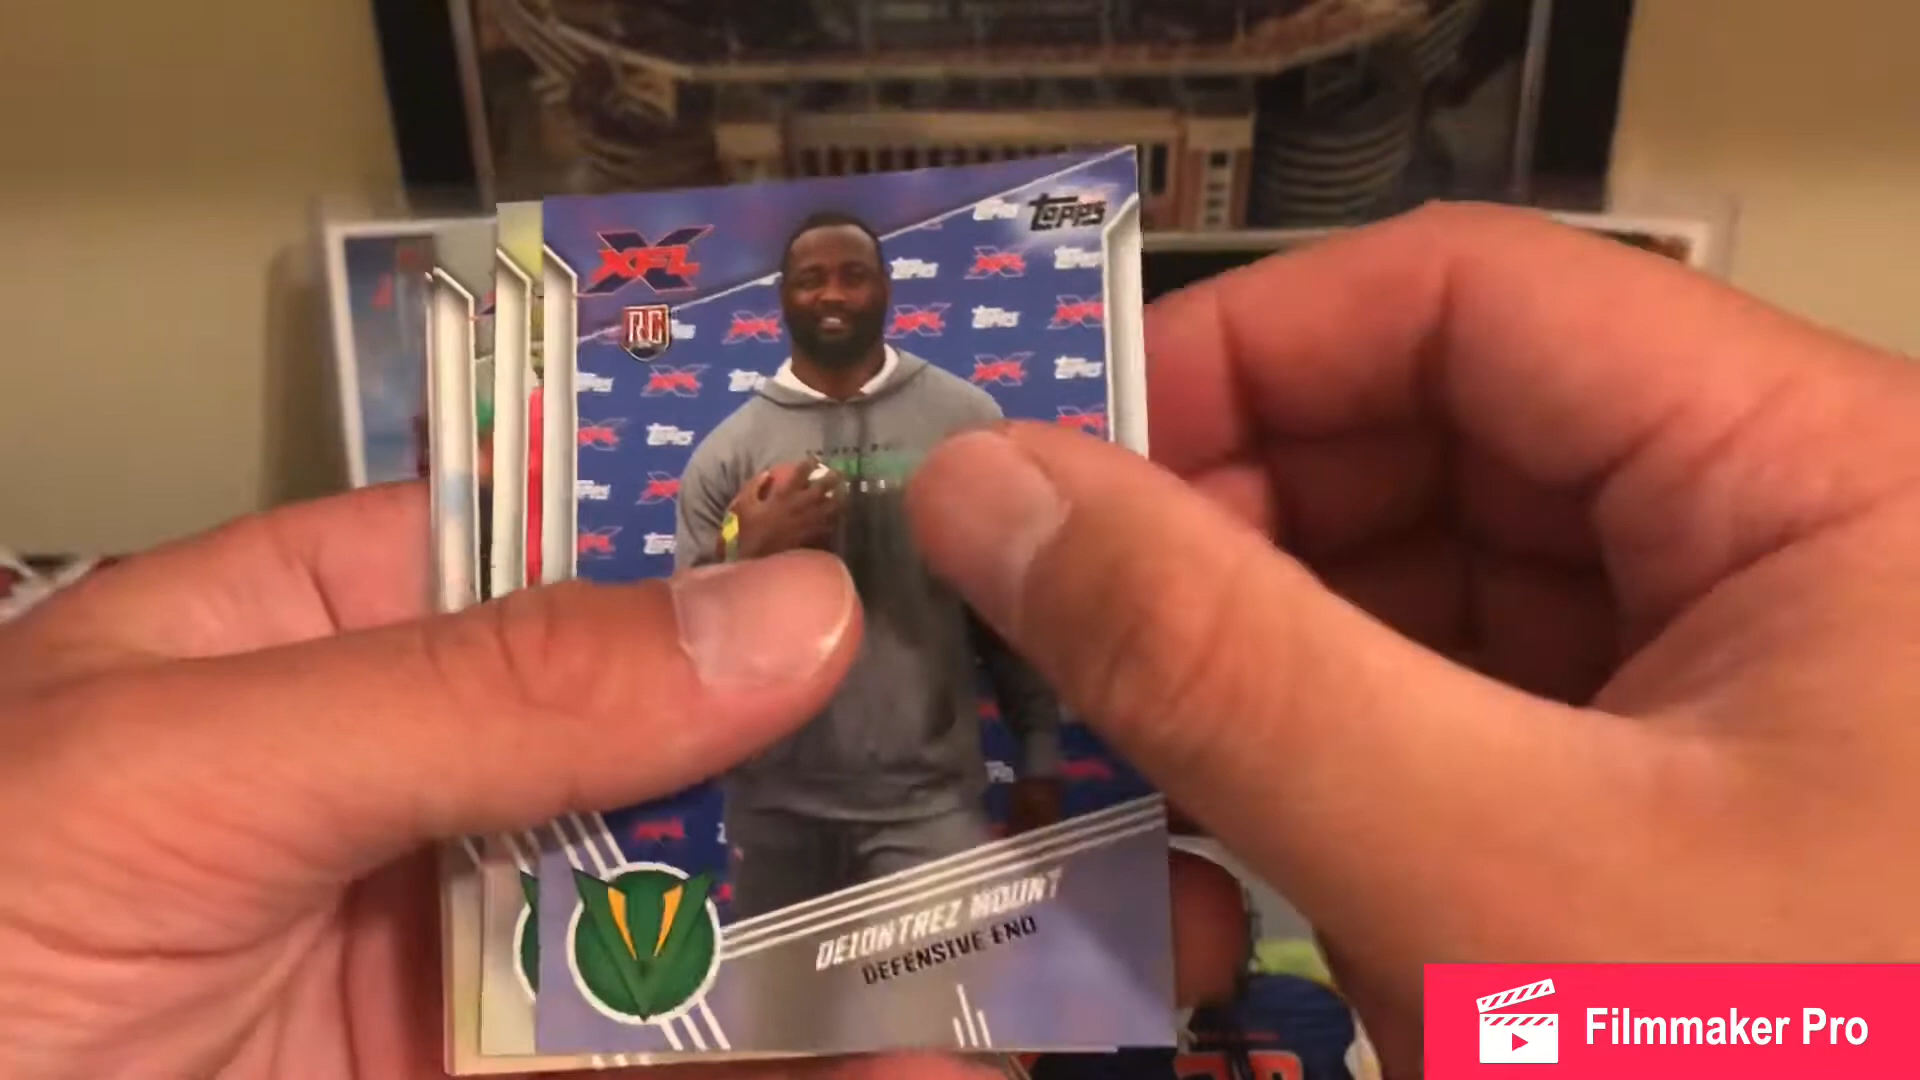 XFL
Topps
RC
DEIONTREZ MOUNT
DEFENSIVE END
Filmmaker Pro